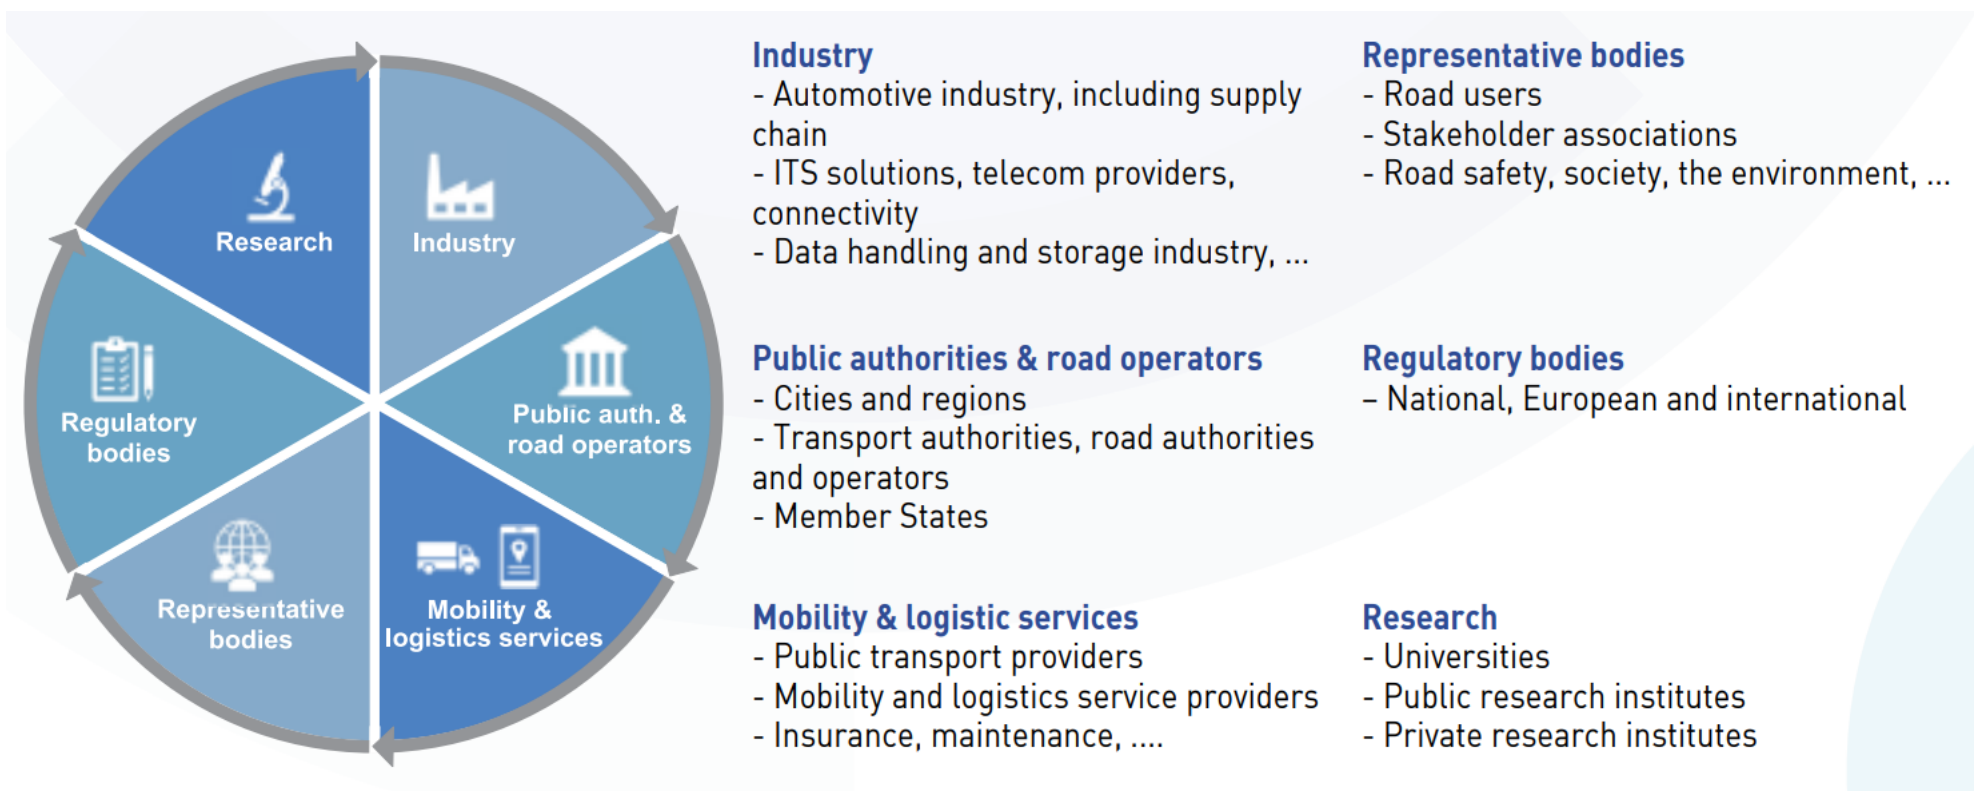 Research
Industry
Public auth. &
road operators
Mobility &
logistics services
Representative
bodies
Regulatory
bodies
Industry
- Automotive industry, including supply
chain
- ITS solutions, telecom providers,
connectivity
- Data handling and storage industry, ...
Public authorities & road operators
- Cities and regions
- Transport authorities, road authorities
and operators
- Member States
Mobility & logistic services
- Public transport providers
- Mobility and logistics service providers
- Insurance, maintenance, ....
Representative bodies
- Road users
- Stakeholder associations
- Road safety, society, the environment, ...
Regulatory bodies
– National, European and international
Research
- Universities
- Public research institutes
- Private research institutes